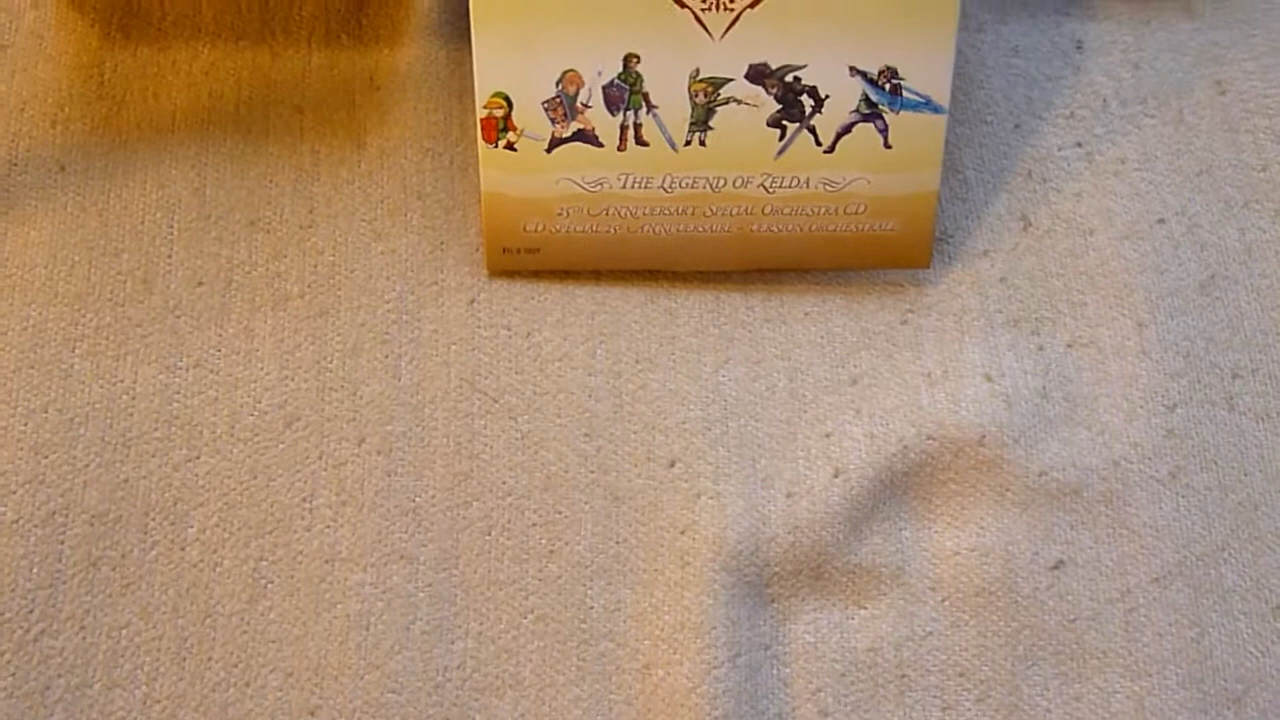 THE LEGEND OF ZELDA
25TH ANNIVERSARY SPECIAL ORCHESTRA CD
CD SPÉCIAL 25E ANNIVERSAIRE - VERSION ORCHESTRALE